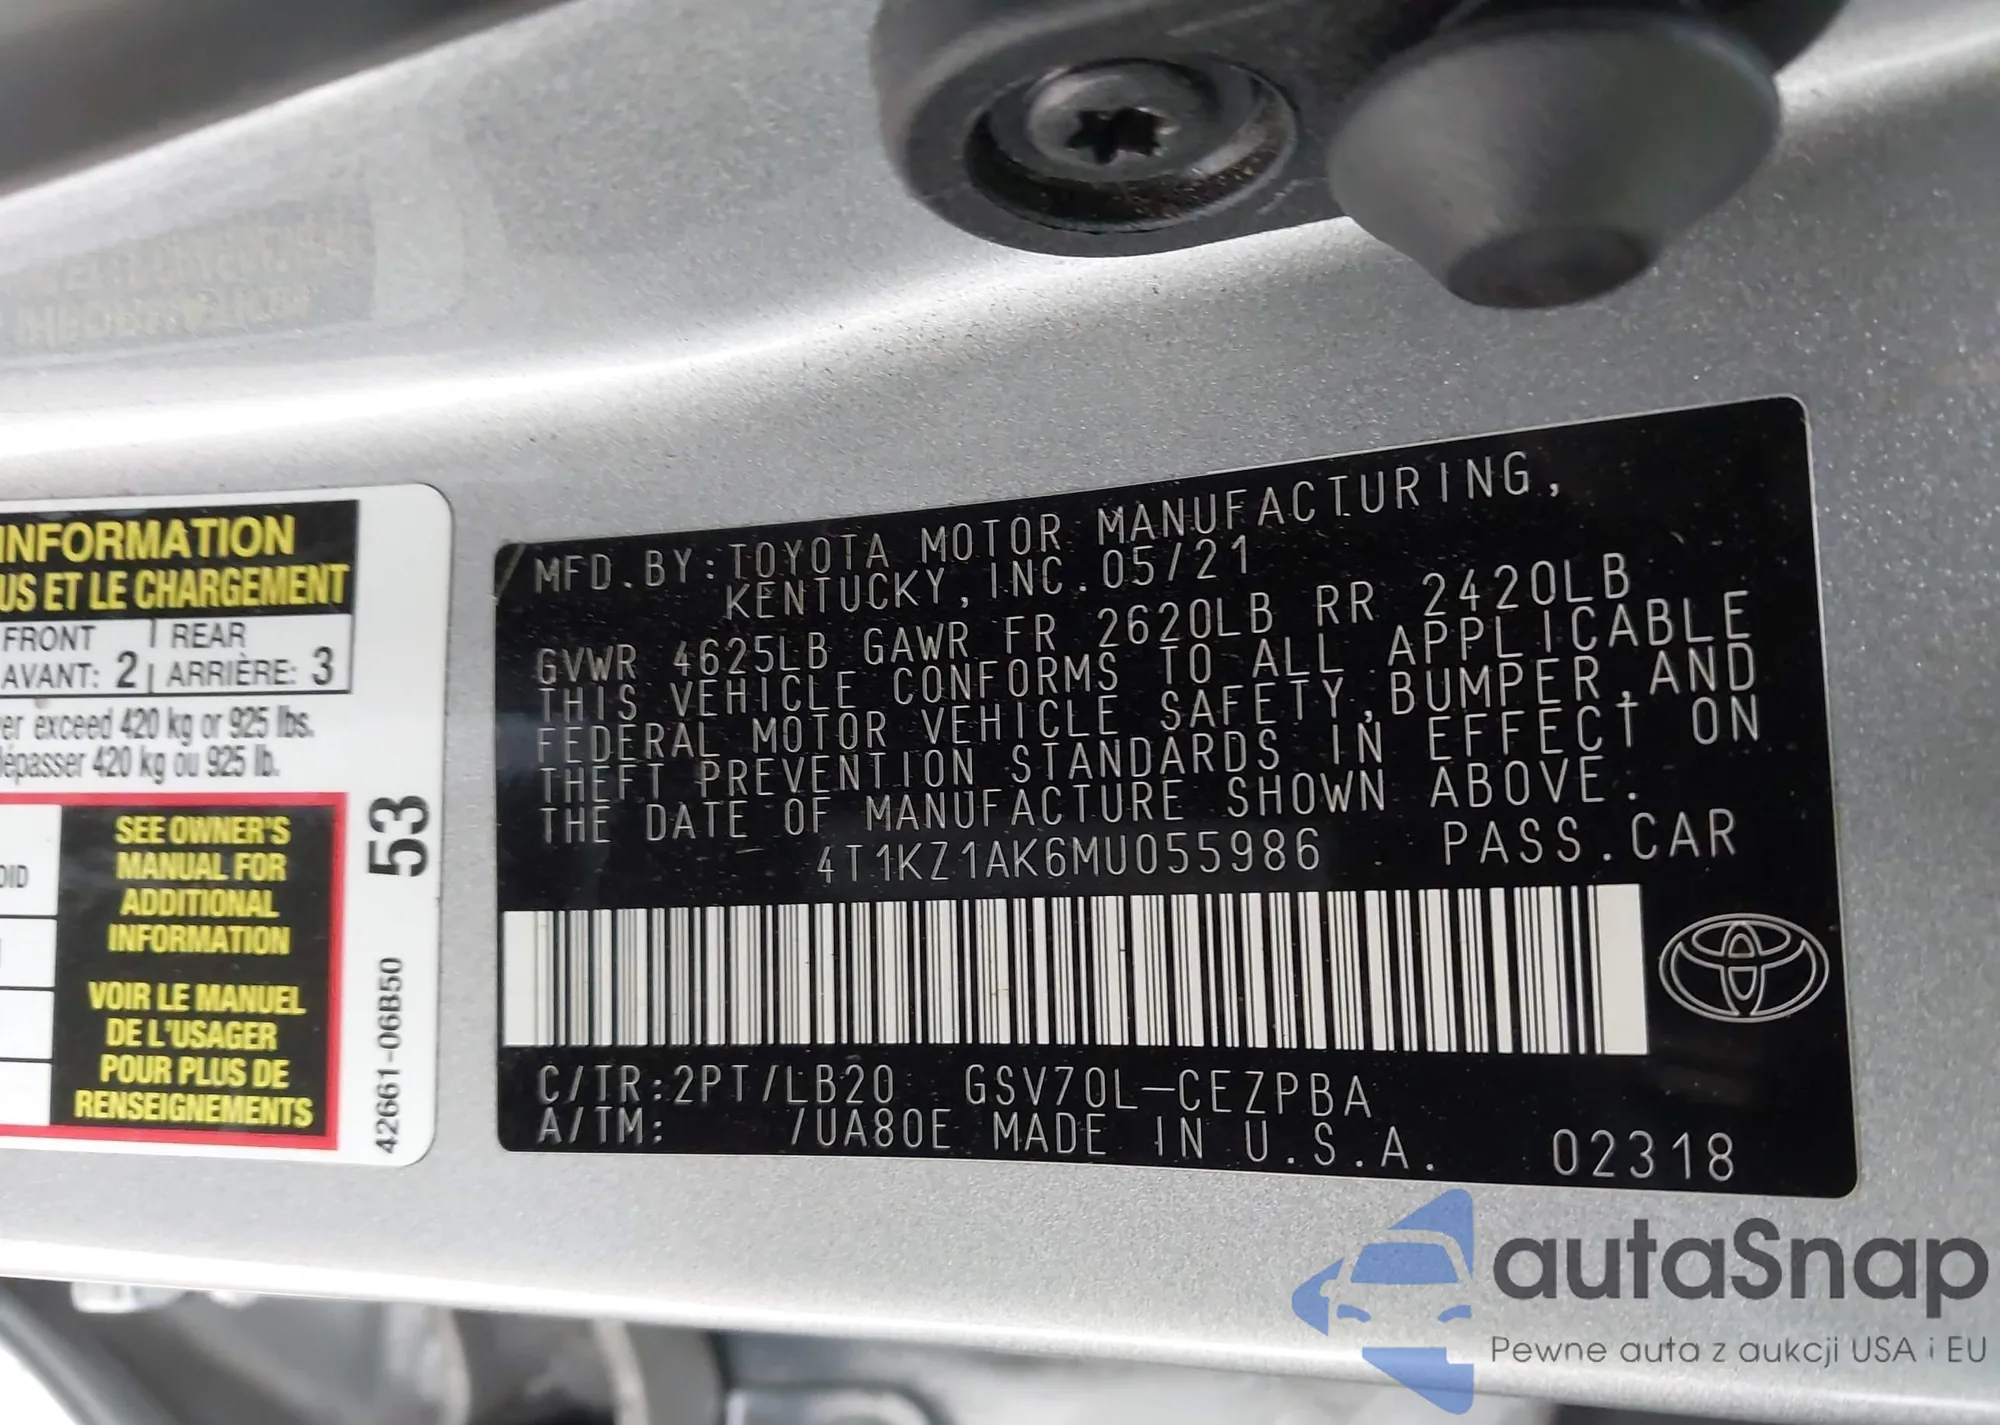 INFORMATION
US ET LE CHARGEMENT
FRONT REAR
AVANT: 2 ARRIÈRE: 3
er exceed 420 kg or 925 lbs.
dépasser 420 kg ou 925 lb.
SEE OWNER'S
MANUAL FOR
ADDITIONAL
INFORMATION
VOIR LE MANUEL
DE L'USAGER
POUR PLUS DE
RENSEIGNEMENTS
53
42661-06B50
MFD.BY:TOYOTA MOTOR MANUFACTURING,
KENTUCKY,INC.05/21
GVWR 4625LB GAWR FR 2620LB RR 2420LB
THIS VEHICLE CONFORMS TO ALL APPLICABLE
FEDERAL MOTOR VEHICLE SAFETY,BUMPER,AND
THEFT PREVENTION STANDARDS IN EFFECT ON
THE DATE OF MANUFACTURE SHOWN ABOVE.
4T1KZ1AK6MU055986 PASS.CAR
C/TR:2PT/LB20 GSV70L-CEZPBA
A/TM: /UA80E MADE IN U.S.A. 02318
autaSnap
Pewne auta z aukcji USA i EU